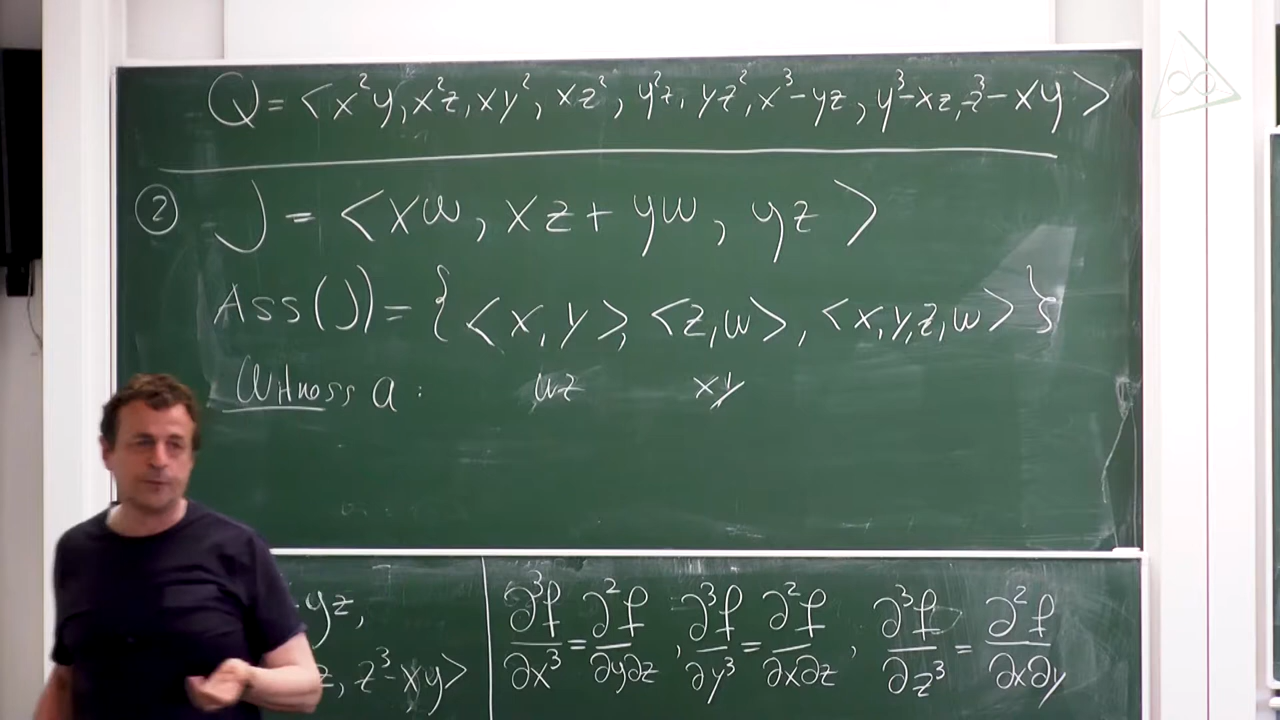 Q = < x²y, x²z, xy², xz², y²z, yz², x³-yz, y³-xz, z³-xy >
② J = < xw, xz + yw, yz >
Ass(J) = { < x, y >, < z, w >, < x, y, z, w > }
Witness a : wz xy
yz,
z, z³-xy >
∂³f/∂x³ = ∂²f/∂y∂z , ∂³f/∂y³ = ∂²f/∂x∂z , ∂³f/∂z³ = ∂²f/∂x∂y